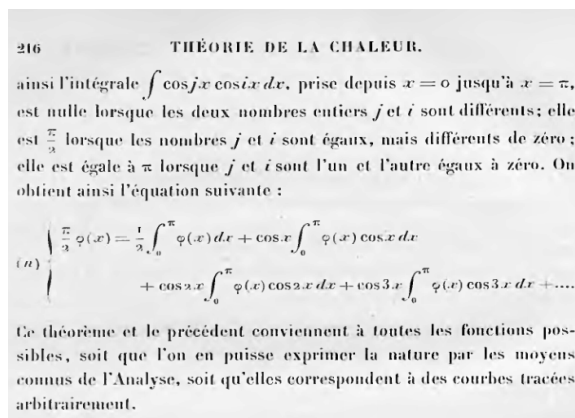 216 THÉORIE DE LA CHALEUR.
ainsi l'intégrale ∫ cos jx cos ix dx, prise depuis x = 0 jusqu'à x = π,
est nulle lorsque les deux nombres entiers j et i sont différents; elle
est π/2 lorsque les nombres j et i sont égaux, mais différents de zéro;
elle est égale à π lorsque j et i sont l'un et l'autre égaux à zéro. On
obtient ainsi l'équation suivante :
π/2 φ(x) = 1/2 ∫₀^π φ(x) dx + cos x ∫₀^π φ(x) cos x dx
(n)
+ cos 2x ∫₀^π φ(x) cos 2x dx + cos 3x ∫₀^π φ(x) cos 3x dx + ....
Ce théorème et le précédent conviennent à toutes les fonctions pos-
sibles, soit que l'on en puisse exprimer la nature par les moyens
connus de l'Analyse, soit qu'elles correspondent à des courbes tracées
arbitrairement.